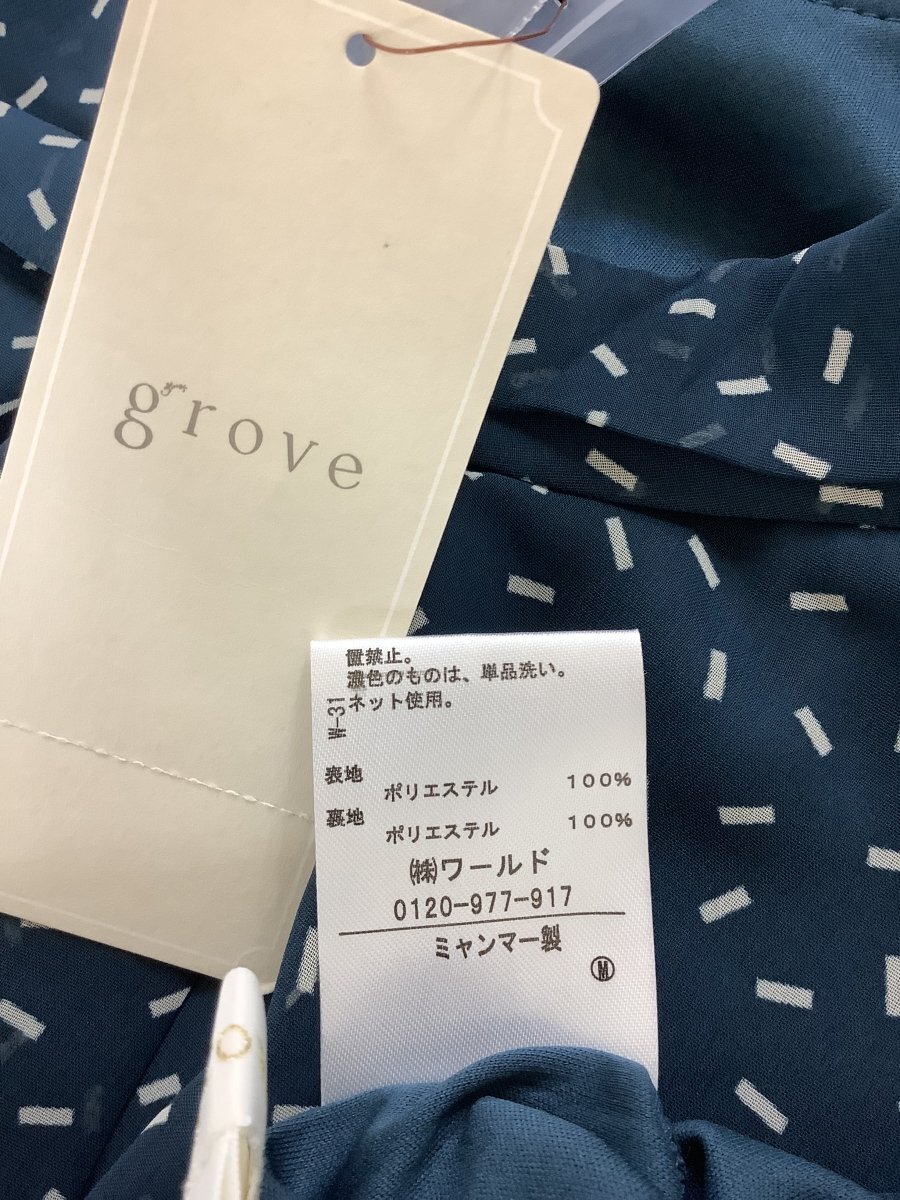 grove
置禁止。
濃色のものは、単品洗い。
ネット使用。
W-31
表地
ポリエステル 100%
裏地
ポリエステル 100%
㈱ワールド
0120-977-917
ミャンマー製
Ⓜ